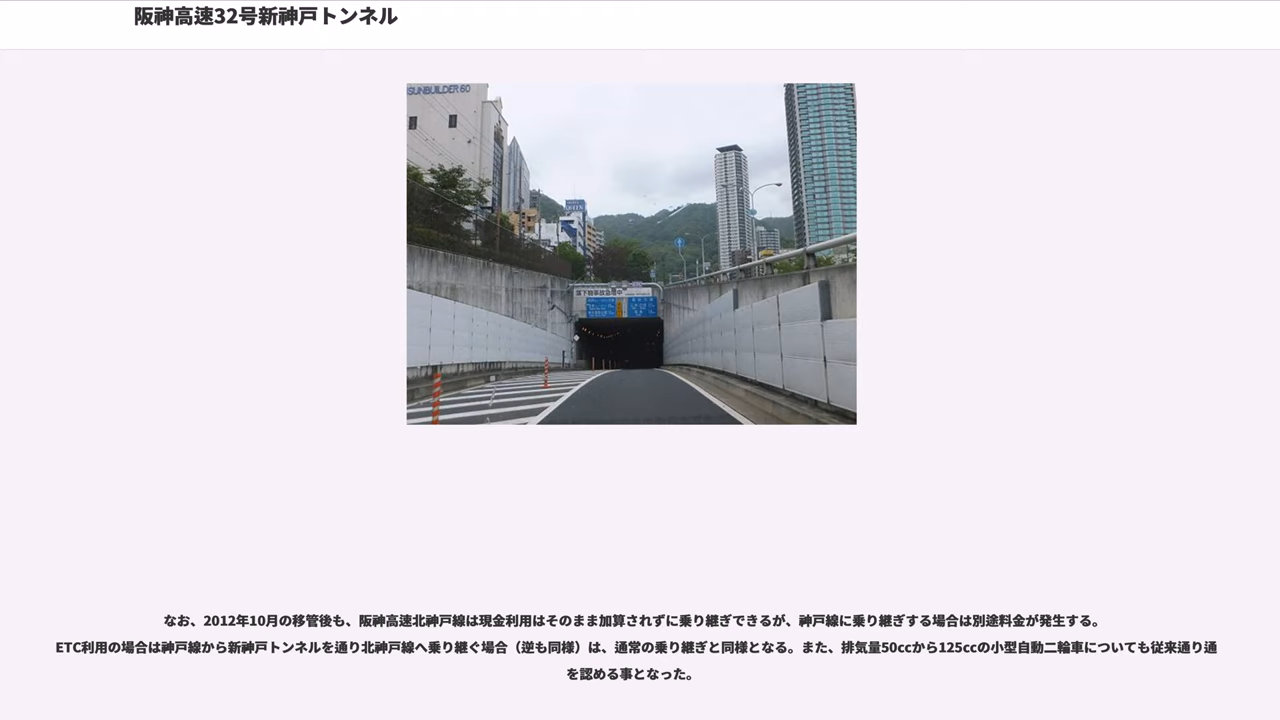 阪神高速32号新神戸トンネル
SUNBUILDER 60
落下物事故急増中
なお、2012年10月の移管後も、阪神高速北神戸線は現金利用はそのまま加算されずに乗り継ぎできるが、神戸線に乗り継ぎする場合は別途料金が発生する。
ETC利用の場合は神戸線から新神戸トンネルを通り北神戸線へ乗り継ぐ場合（逆も同様）は、通常の乗り継ぎと同様となる。また、排気量50ccから125ccの小型自動二輪車についても従来通り通
を認める事となった。